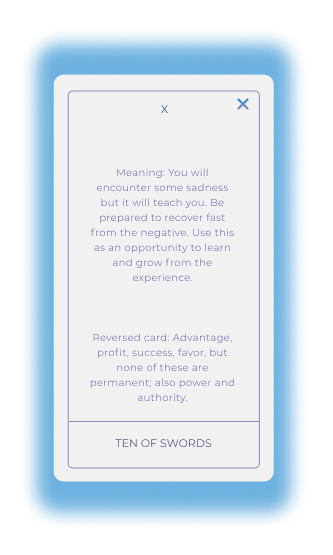 X
Meaning: You will
encounter some sadness
but it will teach you. Be
prepared to recover fast
from the negative. Use this
as an opportunity to learn
and grow from the
experience.
Reversed card: Advantage,
profit, success, favor, but
none of these are
permanent; also power and
authority.
TEN OF SWORDS